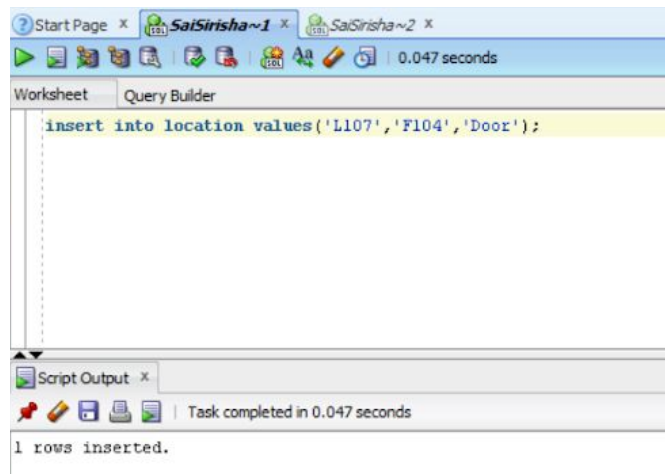 Start Page x SaiSirisha~1 x SaiSirisha~2 x
0.047 seconds
Worksheet Query Builder
insert into location values('L107','F104','Door');
Script Output x
Task completed in 0.047 seconds
1 rows inserted.